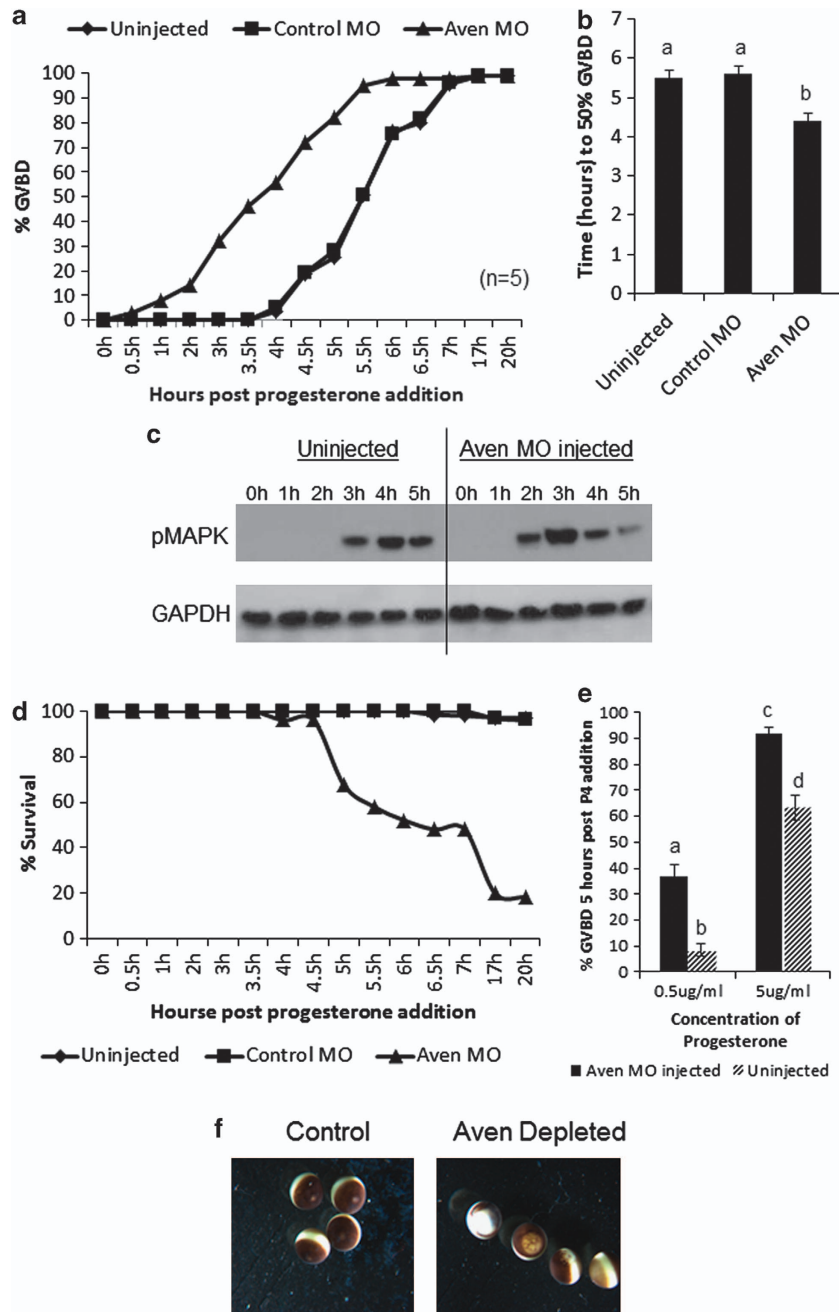 a
Uninjected Control MO Aven MO
% GVBD
100
90
80
70
60
50
40
30
20
10
0
0h 0.5h 1h 2h 3h 3.5h 4h 4.5h 5h 5.5h 6h 6.5h 7h 17h 20h
Hours post progesterone addition
(n=5)
b
Time (hours) to 50% GVBD
7
6
5
4
3
2
1
0
a a b
Uninjected Control MO Aven MO
c
Uninjected Aven MO injected
0h 1h 2h 3h 4h 5h 0h 1h 2h 3h 4h 5h
pMAPK
GAPDH
d
% Survival
100
80
60
40
20
0
0h 0.5h 1h 2h 3h 3.5h 4h 4.5h 5h 5.5h 6h 6.5h 7h 17h 20h
Hourse post progesterone addition
Uninjected Control MO Aven MO
e
% GVBD 5 hours post P4 addition
100
90
80
70
60
50
40
30
20
10
0
a b c d
0.5ug/ml 5ug/ml
Concentration of
Progesterone
Aven MO injected Uninjected
f
Control Aven Depleted